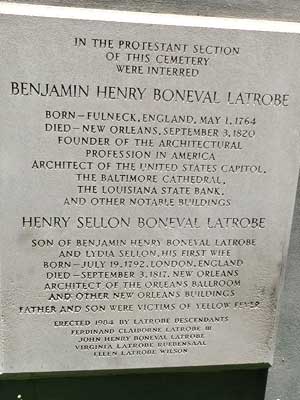 IN THE PROTESTANT SECTION
OF THIS CEMETERY
WERE INTERRED
BENJAMIN HENRY BONEVAL LATROBE
BORN—FULNECK, ENGLAND, MAY 1, 1764
DIED—NEW ORLEANS, SEPTEMBER 3, 1820
FOUNDER OF THE ARCHITECTURAL
PROFESSION IN AMERICA
ARCHITECT OF THE UNITED STATES CAPITOL,
THE BALTIMORE CATHEDRAL,
THE LOUISIANA STATE BANK,
AND OTHER NOTABLE BUILDINGS
HENRY SELLON BONEVAL LATROBE
SON OF BENJAMIN HENRY BONEVAL LATROBE
AND LYDIA SELLON, HIS FIRST WIFE
BORN—JULY 19, 1792, LONDON, ENGLAND
DIED—SEPTEMBER 3, 1817, NEW ORLEANS
ARCHITECT OF THE ORLEANS BALLROOM
AND OTHER NEW ORLEANS BUILDINGS
FATHER AND SON WERE VICTIMS OF YELLOW FEVER
ERECTED 1984 BY LATROBE DESCENDANTS
FERDINAND CLAIBORNE LATROBE III
JOHN HENRY BONEVAL LATROBE
VIRGINIA LATROBE RUEBENSAAL
ELLEN LATROBE WILSON